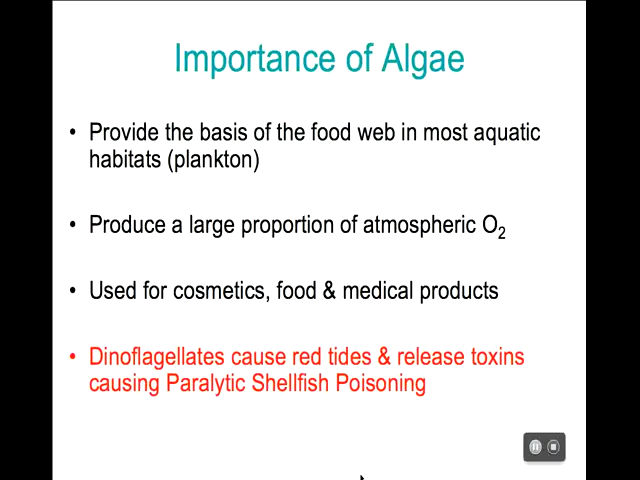 Importance of Algae
• Provide the basis of the food web in most aquatic
habitats (plankton)
• Produce a large proportion of atmospheric O₂
• Used for cosmetics, food & medical products
• Dinoflagellates cause red tides & release toxins
causing Paralytic Shellfish Poisoning